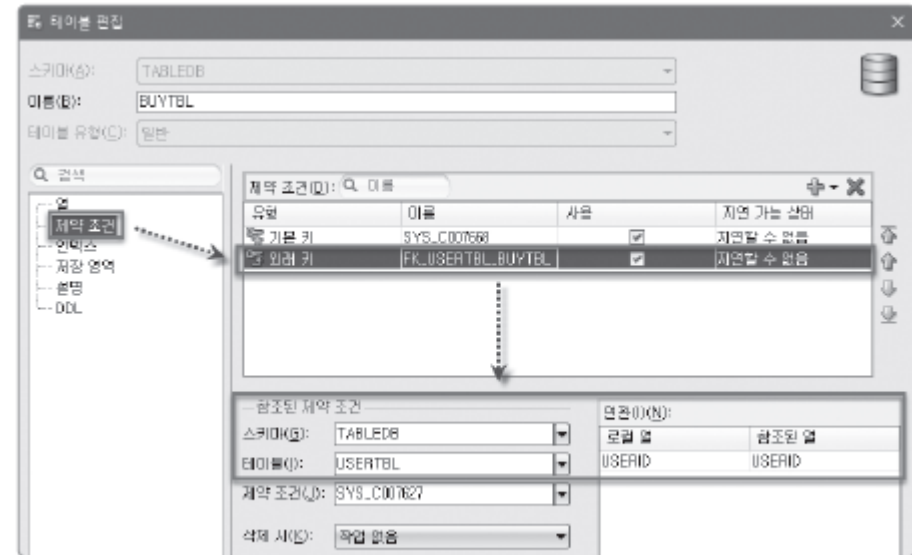 테이블 편집
스키마(A): TABLEDB
이름(B): BUYTBL
테이블 유형(C): 일반
검색
열
제약 조건
인덱스
저장 영역
설명
DDL
제약 조건(D): 이름
유형 이름 사용 지연 가능 상태
기본 키 SYS_C007668 지연할 수 없음
외래 키 FK_USERTBL_BUYTBL 지연할 수 없음
참조된 제약 조건
스키마(G): TABLEDB
테이블(I): USERTBL
제약 조건(J): SYS_C007627
삭제 시(K): 작업 없음
연관(N):
로컬 열 참조된 열
USERID USERID